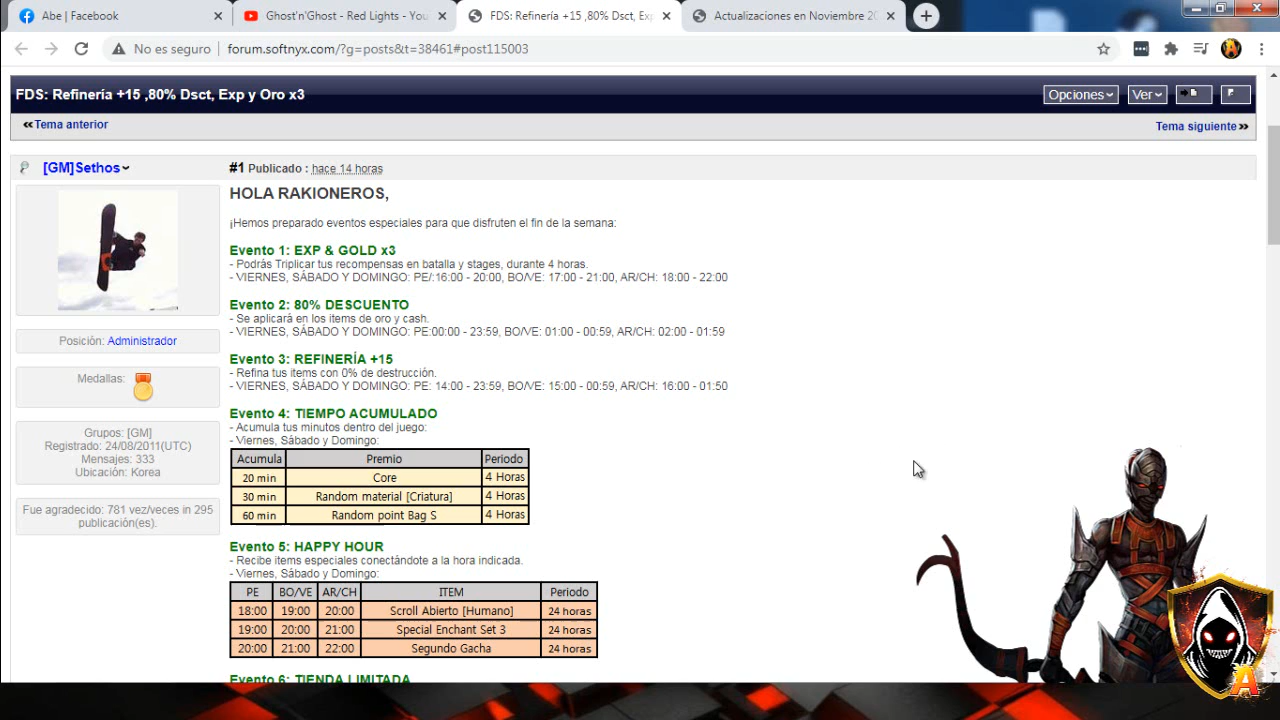 Abe | Facebook
Ghost'n'Ghost - Red Lights - You
FDS: Refinería +15 ,80% Dsct, Exp
Actualizaciones en Noviembre 20
No es seguro
forum.softnyx.com/?g=posts&t=38461#post115003
FDS: Refinería +15 ,80% Dsct, Exp y Oro x3
Opciones
Ver
Tema anterior
Tema siguiente
[GM]Sethos
#1 Publicado : hace 14 horas
HOLA RAKIONEROS,
¡Hemos preparado eventos especiales para que disfruten el fin de la semana:
Evento 1: EXP & GOLD x3
- Podrás Triplicar tus recompensas en batalla y stages, durante 4 horas.
- VIERNES, SÁBADO Y DOMINGO: PE/:16:00 - 20:00, BO/VE: 17:00 - 21:00, AR/CH: 18:00 - 22:00
Evento 2: 80% DESCUENTO
- Se aplicará en los items de oro y cash.
- VIERNES, SÁBADO Y DOMINGO: PE:00:00 - 23:59, BO/VE: 01:00 - 00:59, AR/CH: 02:00 - 01:59
Evento 3: REFINERÍA +15
- Refina tus items con 0% de destrucción.
- VIERNES, SÁBADO Y DOMINGO: PE: 14:00 - 23:59, BO/VE: 15:00 - 00:59, AR/CH: 16:00 - 01:50
Evento 4: TIEMPO ACUMULADO
- Acumula tus minutos dentro del juego:
- Viernes, Sábado y Domingo:
Acumula Premio Periodo
20 min Core 4 Horas
30 min Random material [Criatura] 4 Horas
60 min Random point Bag S 4 Horas
Evento 5: HAPPY HOUR
- Recibe items especiales conectándote a la hora indicada.
- Viernes, Sábado y Domingo:
PE BO/VE AR/CH ITEM Periodo
18:00 19:00 20:00 Scroll Abierto [Humano] 24 horas
19:00 20:00 21:00 Special Enchant Set 3 24 horas
20:00 21:00 22:00 Segundo Gacha 24 horas
Evento 6: TIENDA LIMITADA
Posición: Administrador
Medallas:
Grupos: [GM]
Registrado: 24/08/2011(UTC)
Mensajes: 333
Ubicación: Korea
Fue agradecido: 781 vez/veces in 295
publicación(es).
A